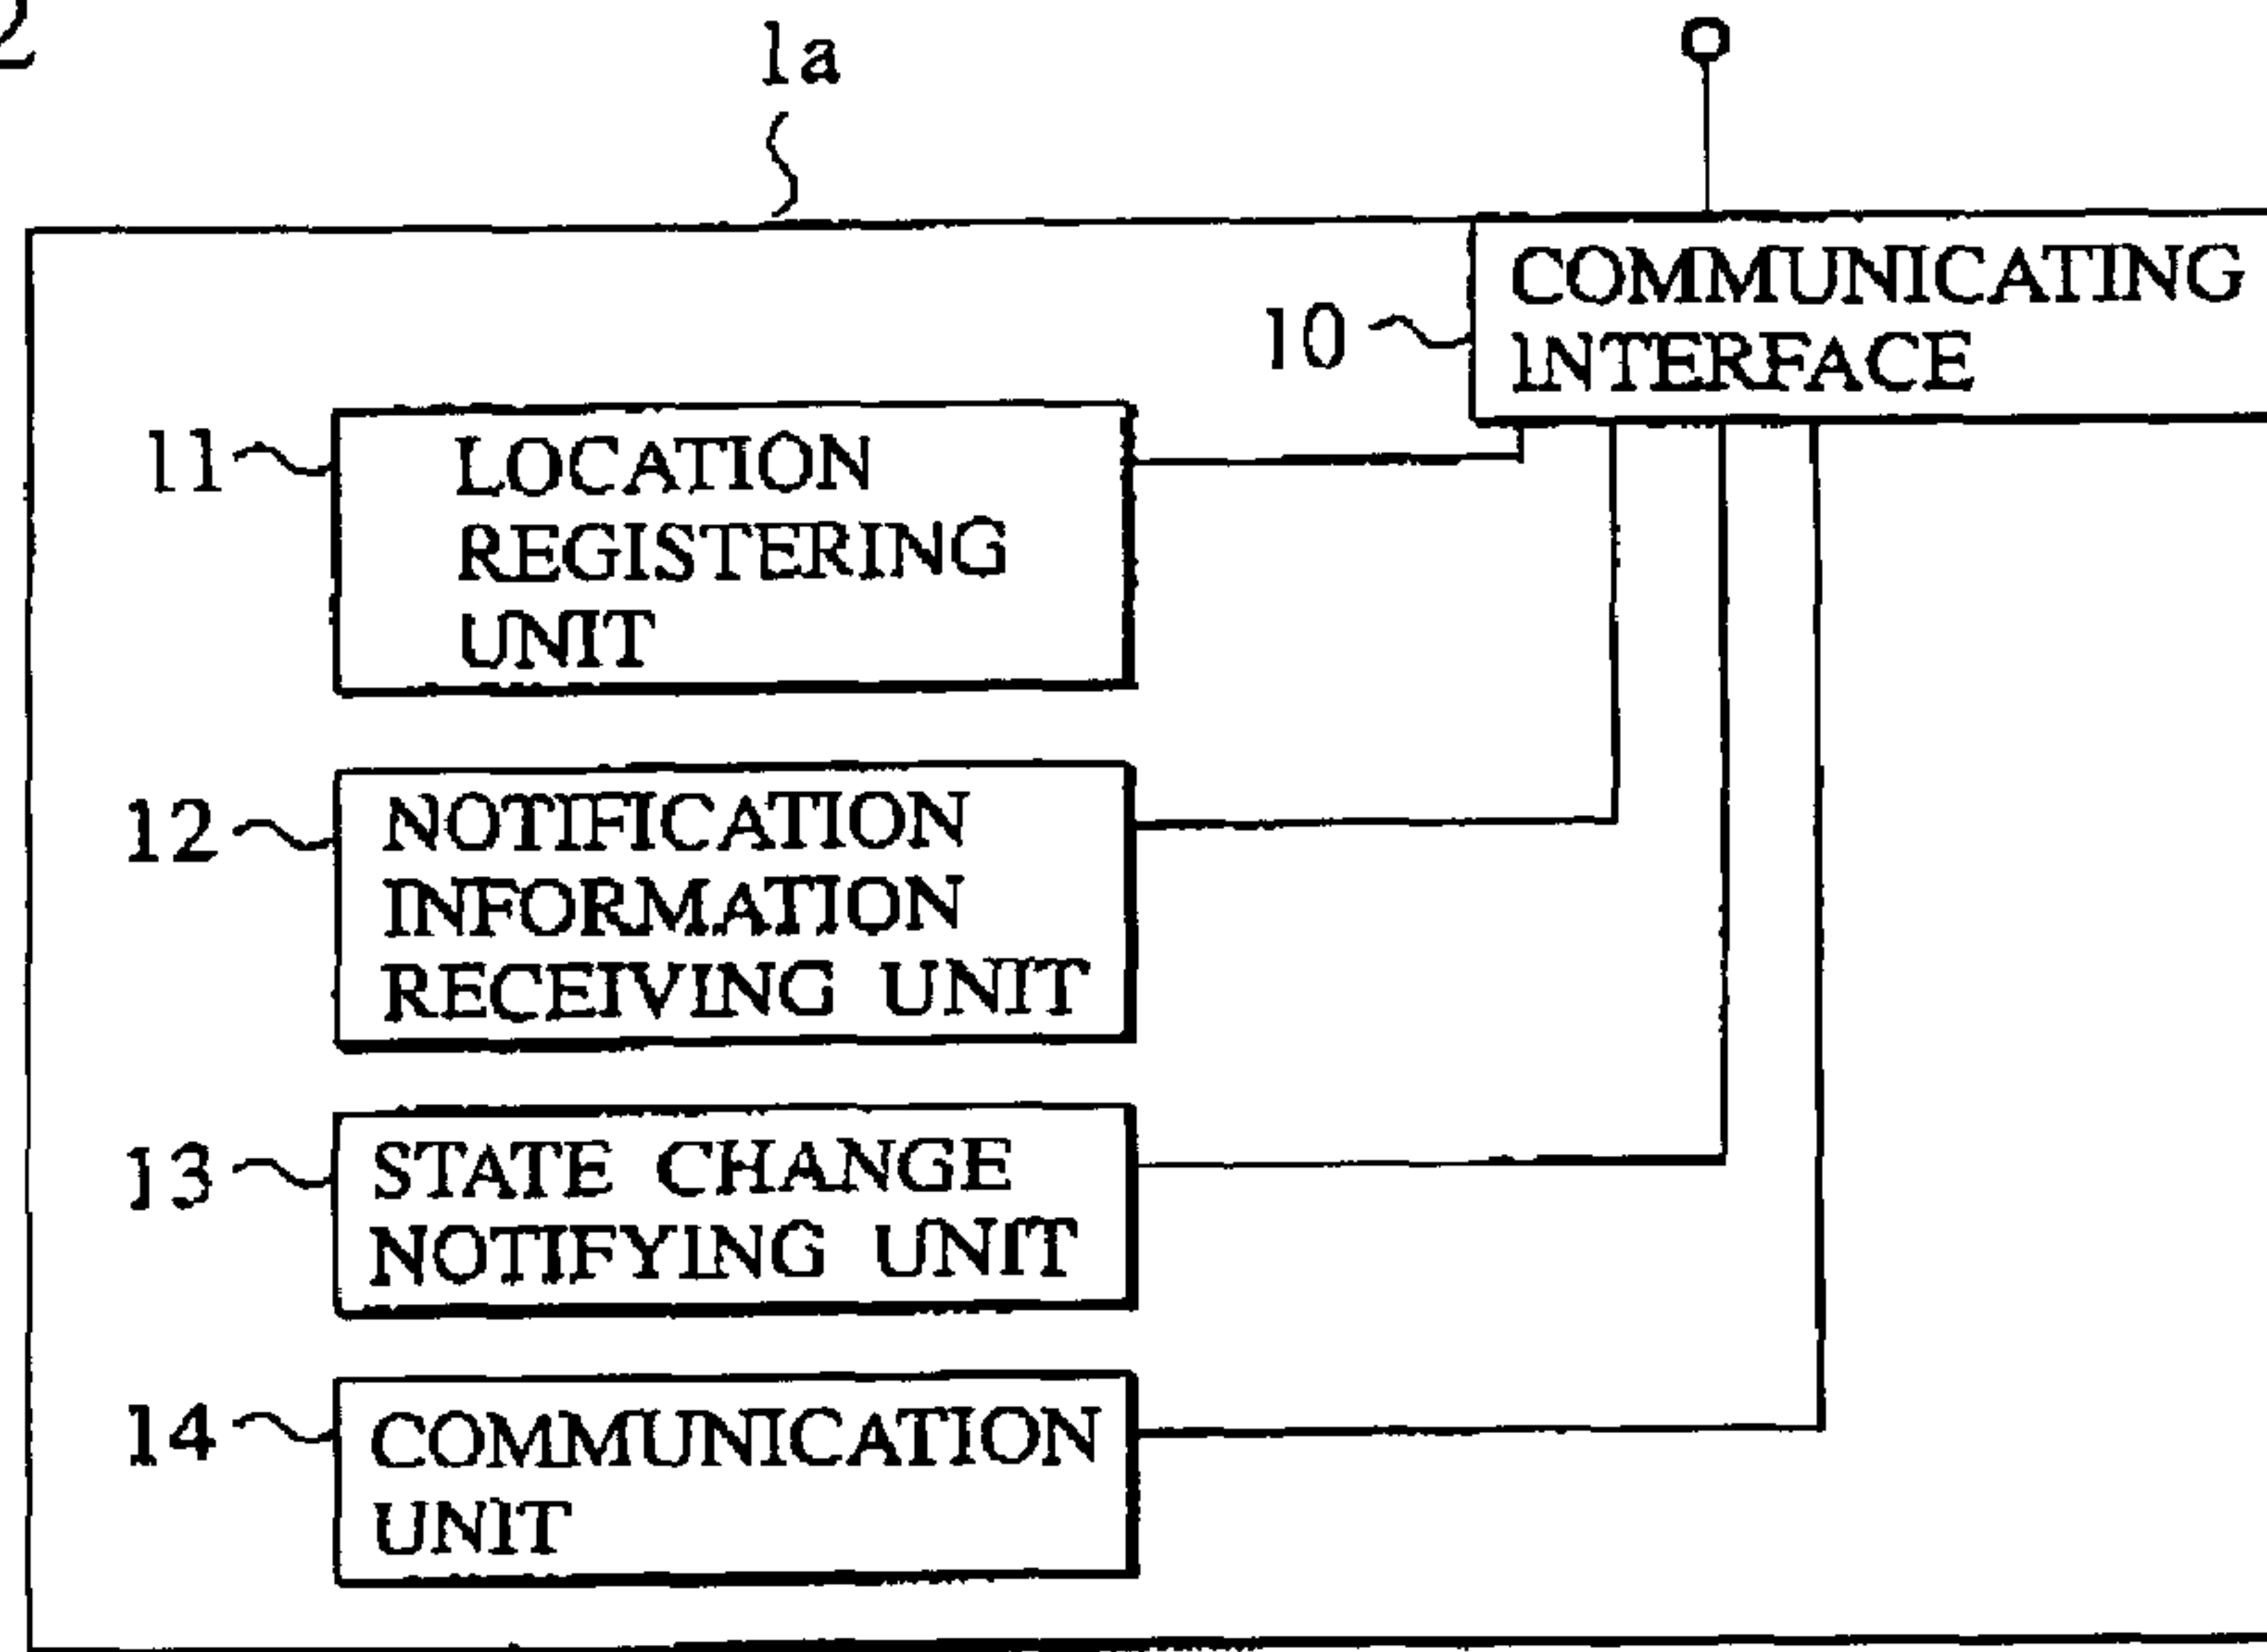 2
1a
10
COMMUNICATING
INTERFACE
11
LOCATION
REGISTERING
UNIT
12
NOTIFICATION
INFORMATION
RECEIVING UNIT
13
STATE CHANGE
NOTIFYING UNIT
14
COMMUNICATION
UNIT